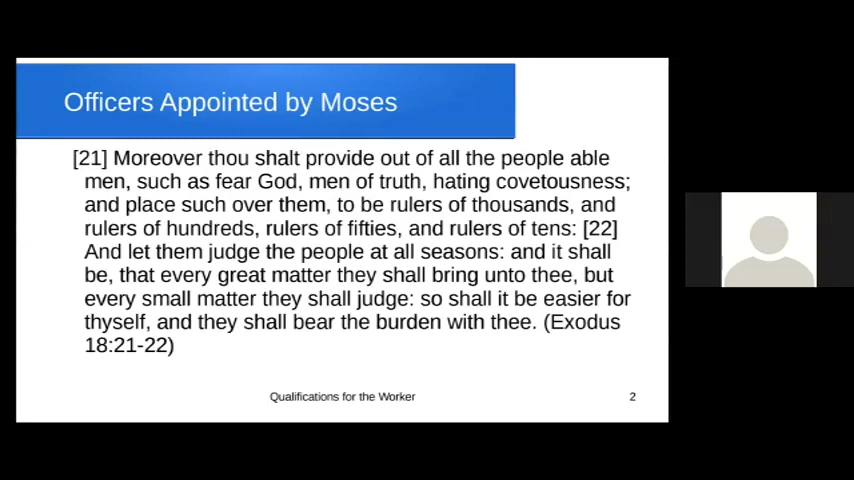 Officers Appointed by Moses
[21] Moreover thou shalt provide out of all the people able
men, such as fear God, men of truth, hating covetousness;
and place such over them, to be rulers of thousands, and
rulers of hundreds, rulers of fifties, and rulers of tens: [22]
And let them judge the people at all seasons: and it shall
be, that every great matter they shall bring unto thee, but
every small matter they shall judge: so shall it be easier for
thyself, and they shall bear the burden with thee. (Exodus
18:21-22)
Qualifications for the Worker
2